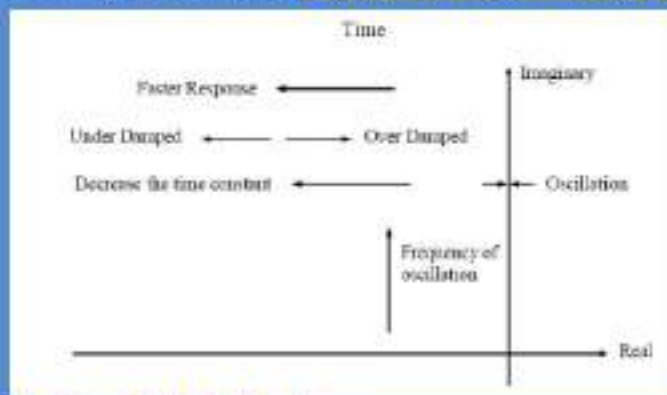 Time
Imaginary
Faster Response
Under Damped
Over Damped
Decrease the time constant
Oscillation
Frequency of
oscillation
Real